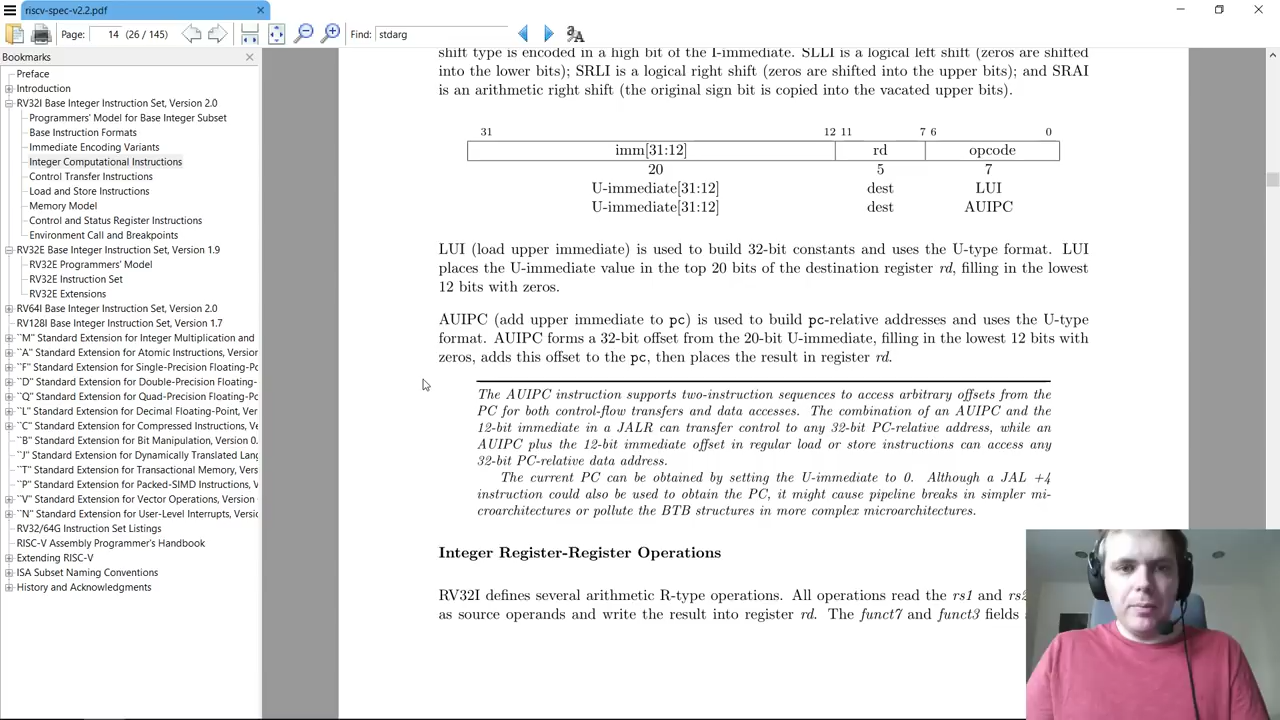 riscv-spec-v2.2.pdf
Page: 14 (26 / 145) Find: stdarg
Bookmarks
Preface
Introduction
RV32I Base Integer Instruction Set, Version 2.0
Programmers' Model for Base Integer Subset
Base Instruction Formats
Immediate Encoding Variants
Integer Computational Instructions
Control Transfer Instructions
Load and Store Instructions
Memory Model
Control and Status Register Instructions
Environment Call and Breakpoints
RV32E Base Integer Instruction Set, Version 1.9
RV32E Programmers' Model
RV32E Instruction Set
RV32E Extensions
RV64I Base Integer Instruction Set, Version 2.0
RV128I Base Integer Instruction Set, Version 1.7
``M'' Standard Extension for Integer Multiplication and
``A'' Standard Extension for Atomic Instructions, Version
``F'' Standard Extension for Single-Precision Floating-Po
``D'' Standard Extension for Double-Precision Floating-
``Q'' Standard Extension for Quad-Precision Floating-Po
``L'' Standard Extension for Decimal Floating-Point, Ver
``C'' Standard Extension for Compressed Instructions, Ve
``B'' Standard Extension for Bit Manipulation, Version 0.
``J'' Standard Extension for Dynamically Translated Lang
``T'' Standard Extension for Transactional Memory, Vers
``P'' Standard Extension for Packed-SIMD Instructions, V
``V'' Standard Extension for Vector Operations, Version
``N'' Standard Extension for User-Level Interrupts, Versic
RV32/64G Instruction Set Listings
RISC-V Assembly Programmer's Handbook
Extending RISC-V
ISA Subset Naming Conventions
History and Acknowledgments
shift type is encoded in a high bit of the I-immediate. SLLI is a logical left shift (zeros are shifted
into the lower bits); SRLI is a logical right shift (zeros are shifted into the upper bits); and SRAI
is an arithmetic right shift (the original sign bit is copied into the vacated upper bits).
31 12 11 7 6 0
imm[31:12] rd opcode
20 5 7
U-immediate[31:12] dest LUI
U-immediate[31:12] dest AUIPC
LUI (load upper immediate) is used to build 32-bit constants and uses the U-type format. LUI
places the U-immediate value in the top 20 bits of the destination register rd, filling in the lowest
12 bits with zeros.
AUIPC (add upper immediate to pc) is used to build pc-relative addresses and uses the U-type
format. AUIPC forms a 32-bit offset from the 20-bit U-immediate, filling in the lowest 12 bits with
zeros, adds this offset to the pc, then places the result in register rd.
The AUIPC instruction supports two-instruction sequences to access arbitrary offsets from the
PC for both control-flow transfers and data accesses. The combination of an AUIPC and the
12-bit immediate in a JALR can transfer control to any 32-bit PC-relative address, while an
AUIPC plus the 12-bit immediate offset in regular load or store instructions can access any
32-bit PC-relative data address.
The current PC can be obtained by setting the U-immediate to 0. Although a JAL +4
instruction could also be used to obtain the PC, it might cause pipeline breaks in simpler mi-
croarchitectures or pollute the BTB structures in more complex microarchitectures.
Integer Register-Register Operations
RV32I defines several arithmetic R-type operations. All operations read the rs1 and rs2
as source operands and write the result into register rd. The funct7 and funct3 fields